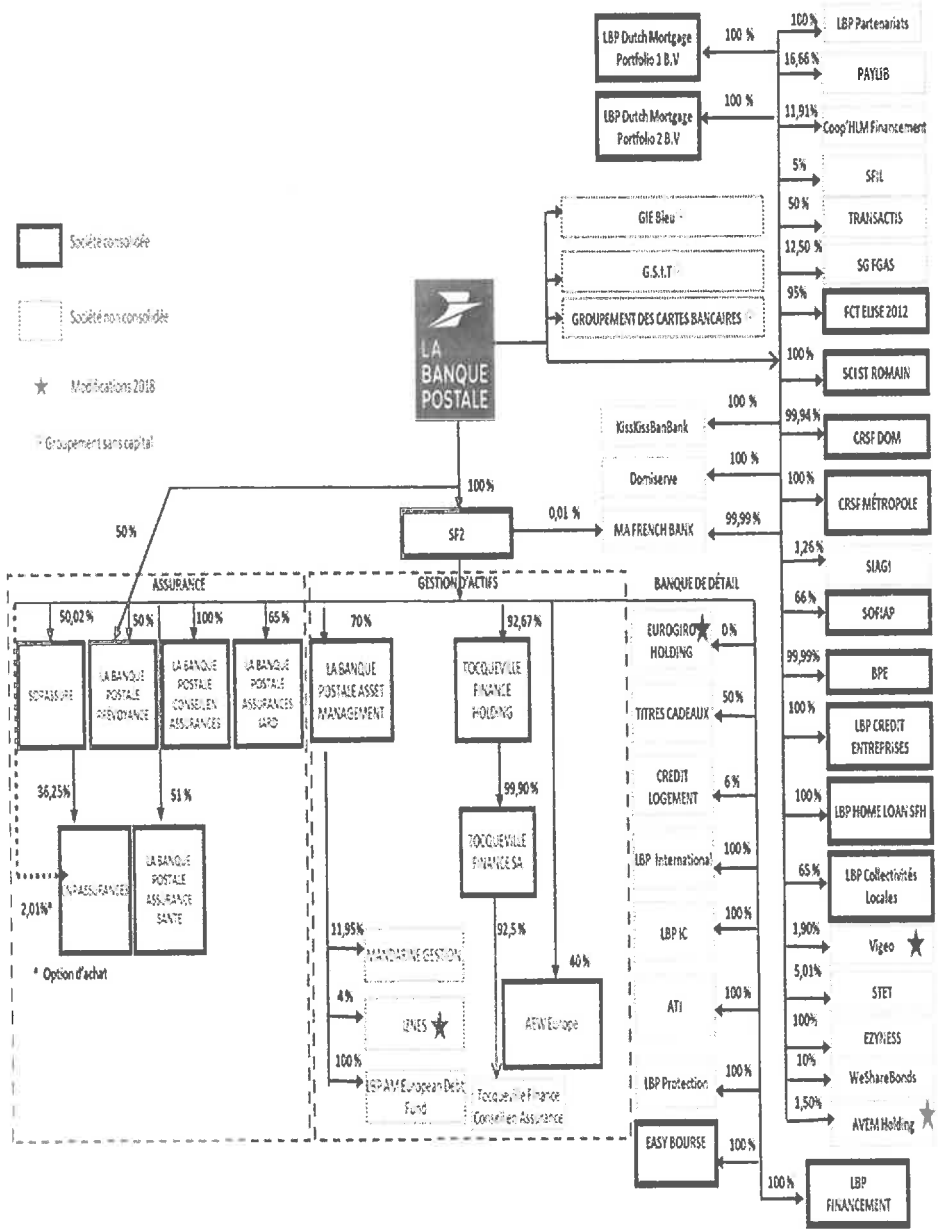 LBP Dutch Mortgage
Portfolio 1 B.V
100 %
100 %
LBP Partenariats
16,66%
PAYLIB
LBP Dutch Mortgage
Portfolio 2 B.V
100 %
11,91%
Coop'HLM Financement
5%
SFIL
50 %
TRANSACTIS
12,50 %
SGFGAS
95%
FCT ELISE 2012
Société consolidée
Société non consolidée
Modifications 2018
Groupement sans capital
GIE Bleu
G.S.I.T
GROUPEMENT DES CARTES BANCAIRES
LA
BANQUE
POSTALE
100 %
SCI ST ROMAIN
KissKissBanBank
100 %
99,94%
CRSF DOM
Domiserve
100 %
100%
CRSF MÉTROPOLE
100 %
50%
SF2
0,01 %
MA FRENCH BANK
99,99%
1,26 %
SIAGI
66 %
SOFIAP
99,99%
BPE
100 %
LBP CREDIT
ENTREPRISES
100%
LBP HOME LOAN SFH
65 %
LBP Collectivités
Locales
1,90%
Vigeo
5,01%
STET
100%
EZYNESS
10%
WeShareBonds
1,50%
AVEM Holding
ASSURANCE
50,02%
50%
100%
65%
SOPASSURE
LA BANQUE
POSTALE
PRÉVOYANCE
LA BANQUE
POSTALE
CONSEIL EN
ASSURANCES
LA BANQUE
POSTALE
ASSURANCES
IARD
36,25%
51%
CNP ASSURANCES
LA BANQUE
POSTALE
ASSURANCE
SANTE
2,01%*
* Option d'achat
GESTION D'ACTIFS
70%
92,67%
LA BANQUE
POSTALE ASSET
MANAGEMENT
TOCQUEVILLE
FINANCE
HOLDING
99,90%
TOCQUEVILLE
FINANCE SA
92,5%
11,95%
MANDARINE GESTION
4%
IZNES
100 %
LBP AM European Debt
Fund
40%
AEW Europe
Tocqueville Finance
Conseil en Assurance
BANQUE DE DÉTAIL
EUROGIRO
HOLDING
0%
TITRES CADEAUX
50%
CREDIT
LOGEMENT
6%
LBP International
100%
LBP IC
100%
ATI
100%
LBP Protection
100%
EASY BOURSE
100%
100%
LBP
FINANCEMENT